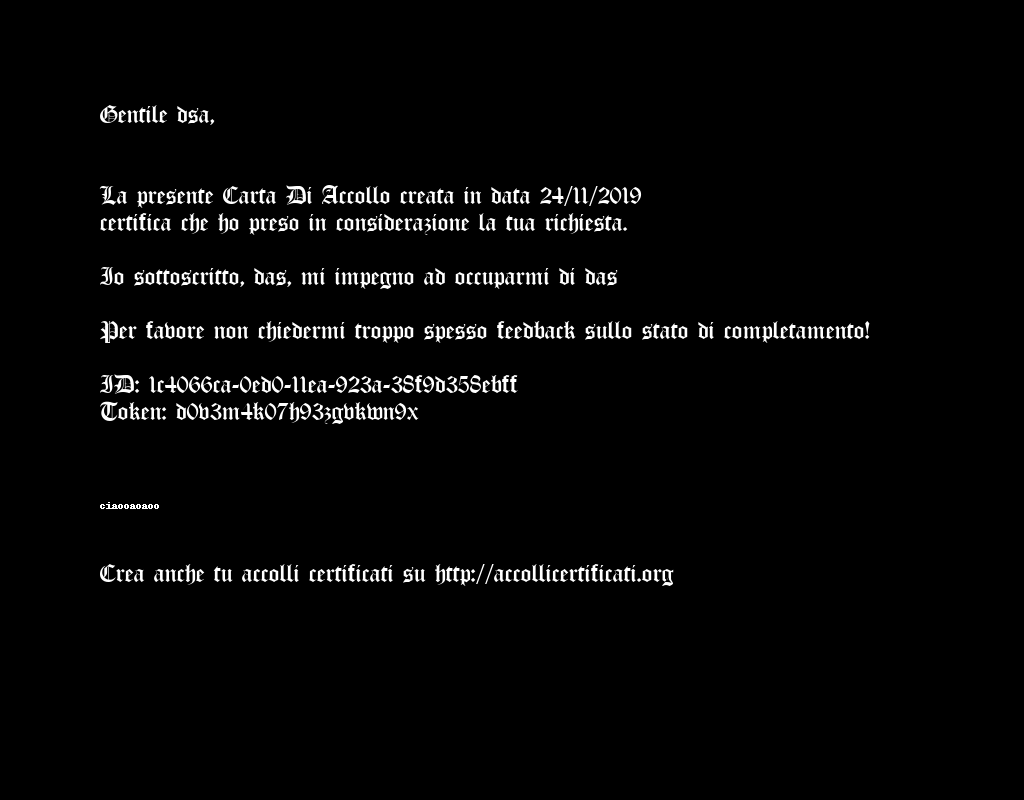 Gentile dsa,
La presente Carta Di Accollo creata in data 24/11/2019
certifica che ho preso in considerazione la tua richiesta.
Io sottoscritto, das, mi impegno ad occuparmi di das
Per favore non chiedermi troppo spesso feedback sullo stato di completamento!
ID: 1c4066ca-0ed0-11ea-923a-38f9d358ebff
Token: d0v3m4k07h93zgvkwn9x
ciaooaoaoo
Crea anche tu accolli certificati su http://accollicertificati.org